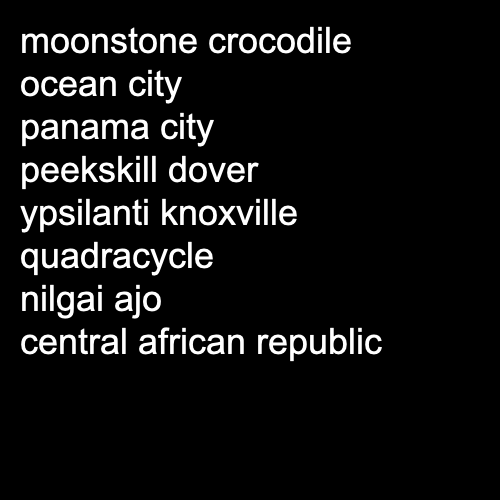 moonstone crocodile
ocean city
panama city
peekskill dover
ypsilanti knoxville
quadracycle
nilgai ajo
central african republic